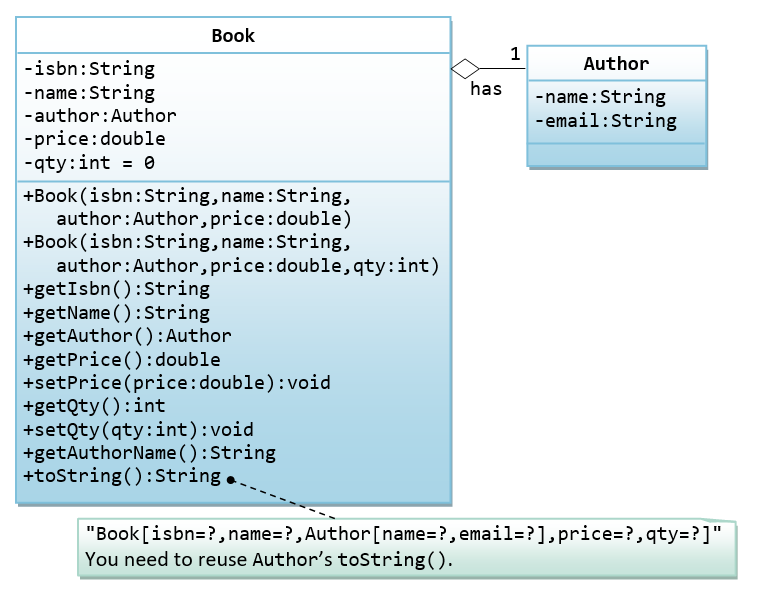 Book
-isbn:String
-name:String
-author:Author
-price:double
-qty:int = 0
+Book(isbn:String,name:String,
author:Author,price:double)
+Book(isbn:String,name:String,
author:Author,price:double,qty:int)
+getIsbn():String
+getName():String
+getAuthor():Author
+getPrice():double
+setPrice(price:double):void
+getQty():int
+setQty(qty:int):void
+getAuthorName():String
+toString():String
1
has
Author
-name:String
-email:String
"Book[isbn=?,name=?,Author[name=?,email=?],price=?,qty=?]"
You need to reuse Author’s toString().